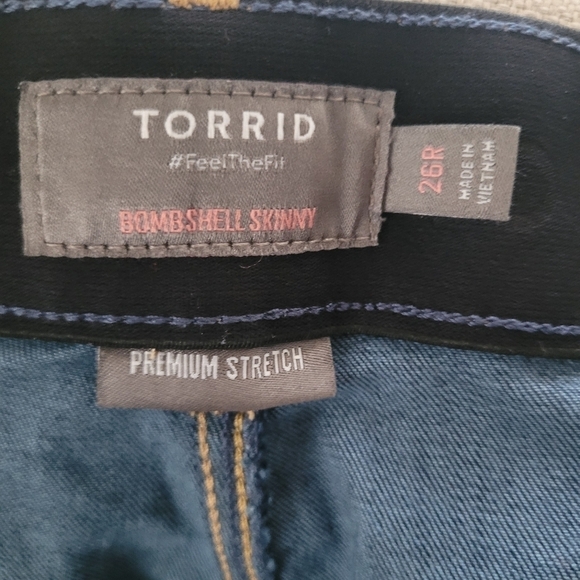 TORRID
#FeelTheFit
BOMBSHELL SKINNY
26R
MADE IN
VIETNAM
PREMIUM STRETCH